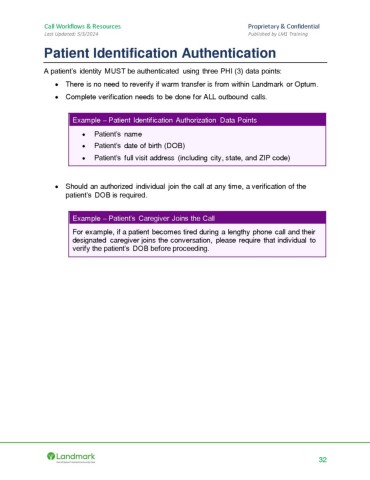 Call Workflows & Resources Proprietary & Confidential
Last Updated: 5/3/2024 Published by LMI Training
Patient Identification Authentication
A patient's identity MUST be authenticated using three PHI (3) data points:
• There is no need to reverify if warm transfer is from within Landmark or Optum.
• Complete verification needs to be done for ALL outbound calls.
Example – Patient Identification Authorization Data Points
• Patient's name
• Patient's date of birth (DOB)
• Patient's full visit address (including city, state, and ZIP code)
• Should an authorized individual join the call at any time, a verification of the
patient's DOB is required.
Example – Patient's Caregiver Joins the Call
For example, if a patient becomes tired during a lengthy phone call and their
designated caregiver joins the conversation, please require that individual to
verify the patient's DOB before proceeding.
Landmark
32